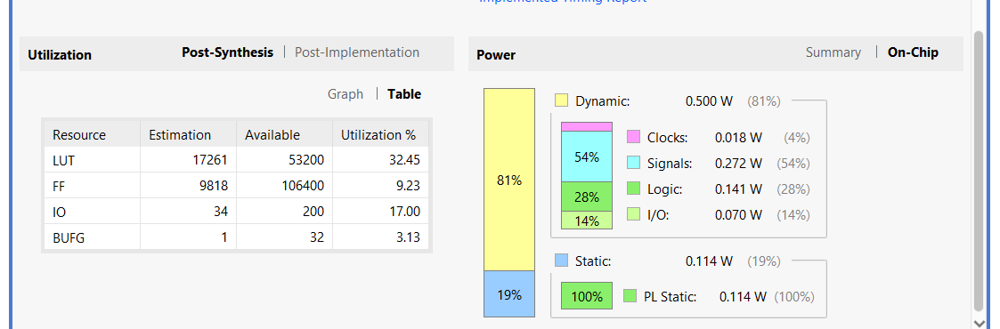 Implemented Timing Report
Utilization
Post-Synthesis | Post-Implementation
Graph | Table
Resource Estimation Available Utilization %
LUT 17261 53200 32.45
FF 9818 106400 9.23
IO 34 200 17.00
BUFG 1 32 3.13
Power
Summary | On-Chip
81%
19%
Dynamic: 0.500 W (81%)
54%
28%
14%
Clocks: 0.018 W (4%)
Signals: 0.272 W (54%)
Logic: 0.141 W (28%)
I/O: 0.070 W (14%)
Static: 0.114 W (19%)
100%
PL Static: 0.114 W (100%)